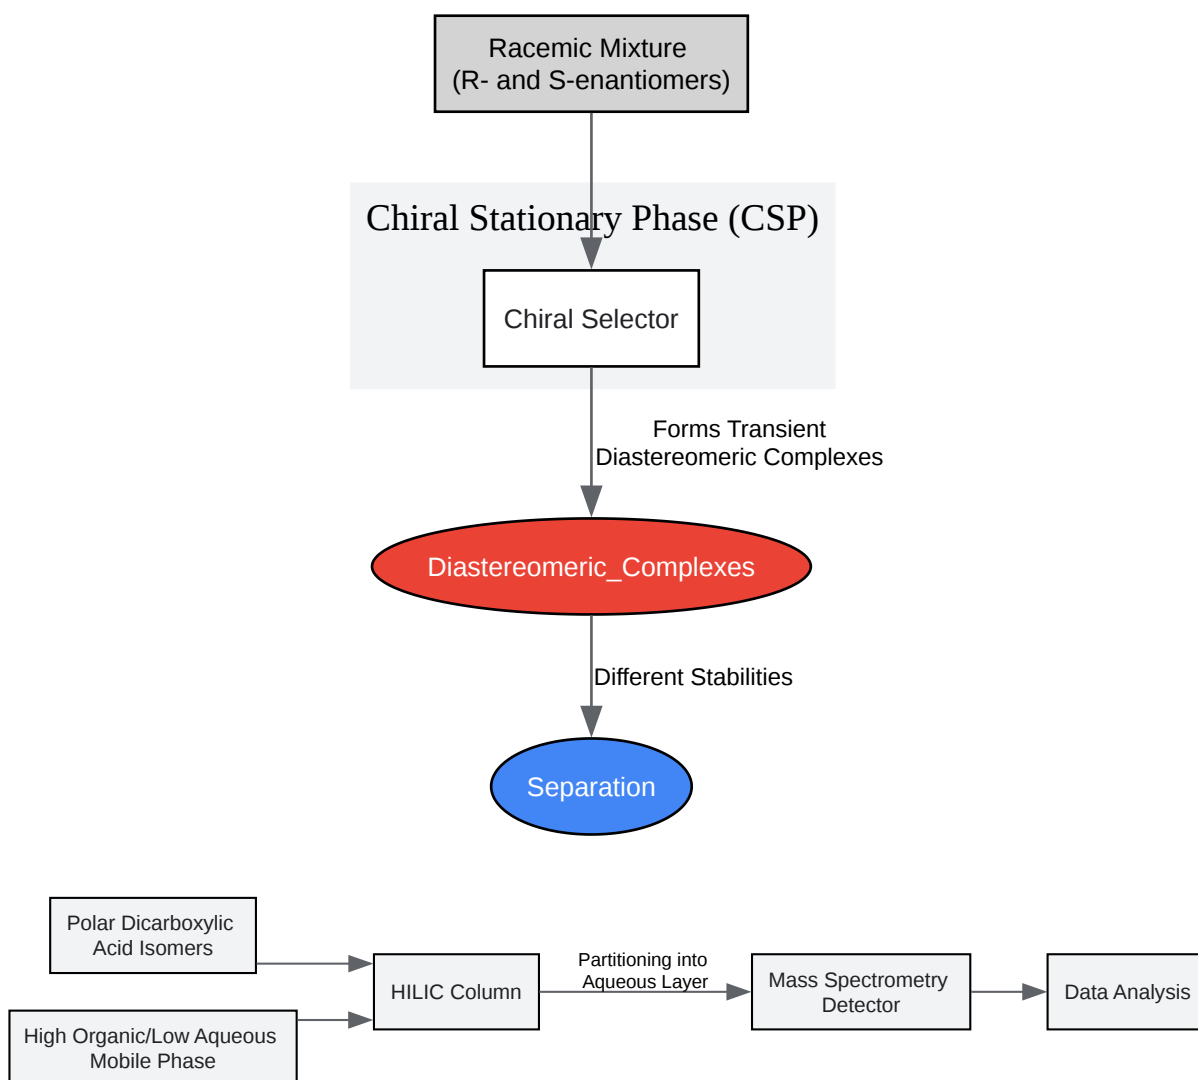 Racemic Mixture
(R- and S-enantiomers)
Chiral Stationary Phase (CSP)
Chiral Selector
Forms Transient
Diastereomeric Complexes
Diastereomeric_Complexes
Different Stabilities
Separation
Polar Dicarboxylic
Acid Isomers
High Organic/Low Aqueous
Mobile Phase
HILIC Column
Partitioning into
Aqueous Layer
Mass Spectrometry
Detector
Data Analysis